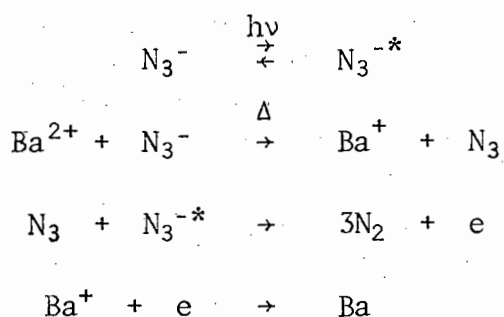 hν
N₃⁻ ⇄ N₃⁻*
Δ
Ba²⁺ + N₃⁻ → Ba⁺ + N₃
N₃ + N₃⁻* → 3N₂ + e
Ba⁺ + e → Ba